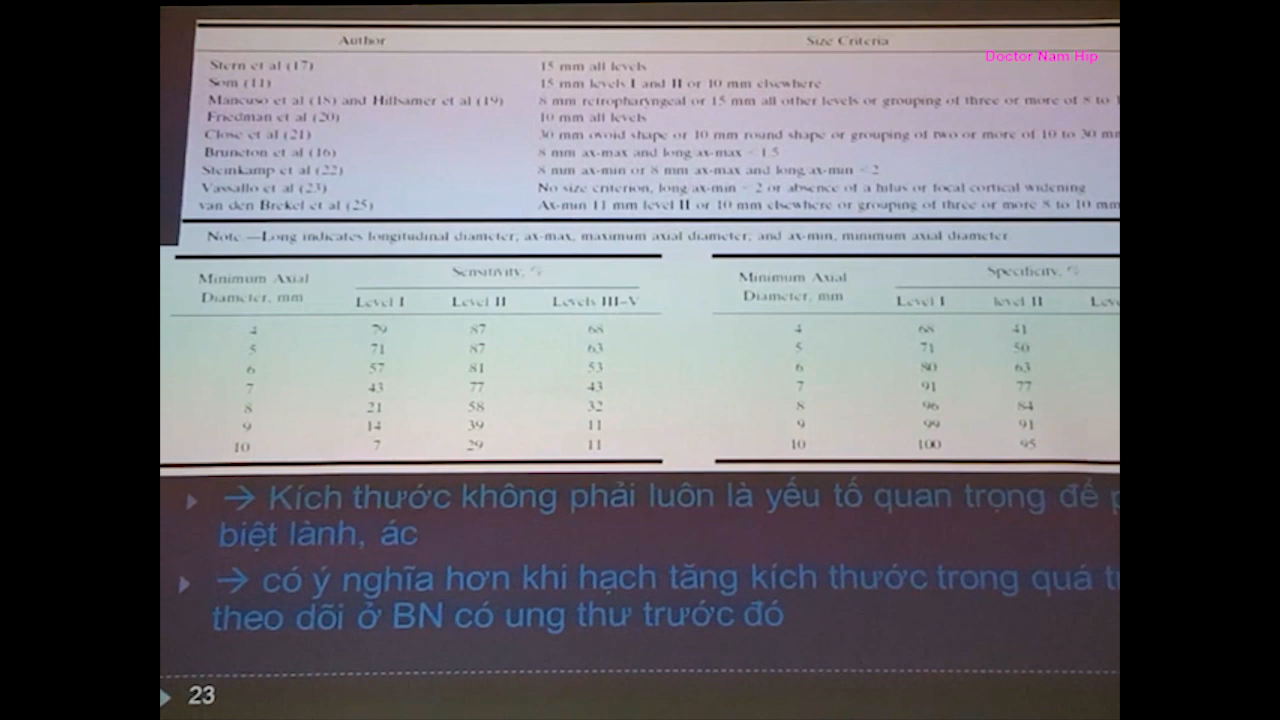 Author Size Criteria
Doctor Nam Hip
Stern et al (17) 15 mm all levels
Som (11) 15 mm levels I and II or 10 mm elsewhere
Mancuso et al (18) and Hillsamer et al (19) 8 mm retropharyngeal or 15 mm all other levels or grouping of three or more of 8 to
Friedman et al (20) 10 mm all levels
Close et al (21) 30 mm ovoid shape or 10 mm round shape or grouping of two or more of 10 to 30 mm
Bruneton et al (16) 8 mm ax-max and long/ax-max < 1.5
Steinkamp et al (22) 8 mm ax-min or 8 mm ax-max and long/ax-min < 2
Vassallo et al (23) No size criterion, long/ax-min < 2 or absence of a hilus or focal cortical widening
van den Brekel et al (25) Ax-min 11 mm level II or 10 mm elsewhere or grouping of three or more 8 to 10 mm
Note.—Long indicates longitudinal diameter; ax-max, maximum axial diameter; and ax-min, minimum axial diameter.
Minimum Axial Sensitivity, % Minimum Axial Specificity, %
Diameter, mm Level I Level II Levels III–V Diameter, mm Level I level II
4 79 87 68 4 68 41
5 71 87 63 5 71 50
6 57 81 53 6 80 63
7 43 77 43 7 91 77
8 21 58 32 8 96 84
9 14 39 11 9 99 91
10 7 29 11 10 100 95
→ Kích thước không phải luôn là yếu tố quan trọng để
biệt lành, ác
→ có ý nghĩa hơn khi hạch tăng kích thước trong quá
theo dõi ở BN có ung thư trước đó
23